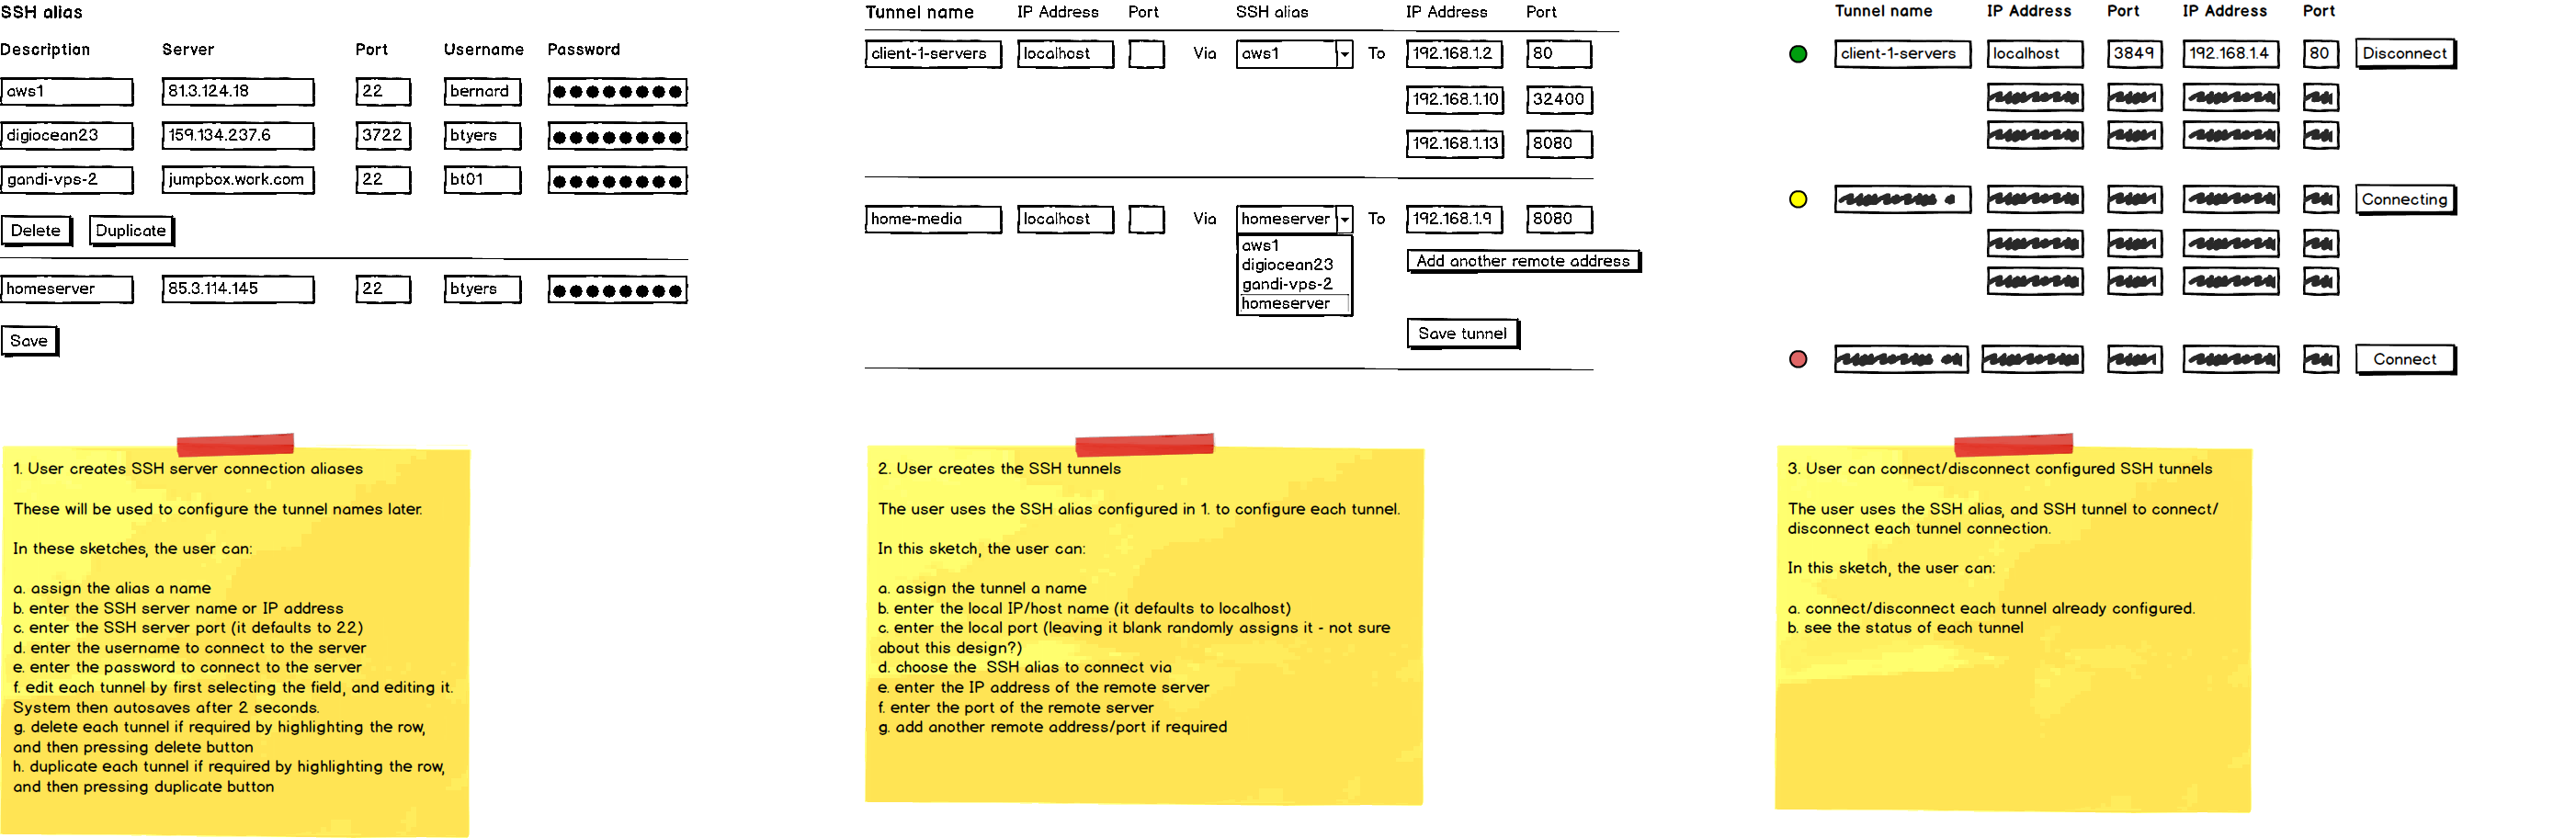 SSH alias
Description Server Port Username Password
aws1 81.3.124.18 22 bernard
digiocean23 159.134.237.6 3722 btyers
gandi-vps-2 jumpbox.work.com 22 bt01
Delete Duplicate
homeserver 85.3.114.145 22 btyers
Save
Tunnel name IP Address Port SSH alias IP Address Port
client-1-servers localhost Via aws1 To 192.168.1.2 80
192.168.1.10 32400
192.168.1.13 8080
home-media localhost Via homeserver To 192.168.1.9 8080
aws1
digiocean23
gandi-vps-2
homeserver
Add another remote address
Save tunnel
Tunnel name IP Address Port IP Address Port
client-1-servers localhost 3849 192.168.1.4 80 Disconnect
Connecting
Connect
1. User creates SSH server connection aliases
These will be used to configure the tunnel names later.
In these sketches, the user can:
a. assign the alias a name
b. enter the SSH server name or IP address
c. enter the SSH server port (it defaults to 22)
d. enter the username to connect to the server
e. enter the password to connect to the server
f. edit each tunnel by first selecting the field, and editing it.
System then autosaves after 2 seconds.
g. delete each tunnel if required by highlighting the row,
and then pressing delete button
h. duplicate each tunnel if required by highlighting the row,
and then pressing duplicate button
2. User creates the SSH tunnels
The user uses the SSH alias configured in 1. to configure each tunnel.
In this sketch, the user can:
a. assign the tunnel a name
b. enter the local IP/host name (it defaults to localhost)
c. enter the local port (leaving it blank randomly assigns it - not sure
about this design?)
d. choose the SSH alias to connect via
e. enter the IP address of the remote server
f. enter the port of the remote server
g. add another remote address/port if required
3. User can connect/disconnect configured SSH tunnels
The user uses the SSH alias, and SSH tunnel to connect/
disconnect each tunnel connection.
In this sketch, the user can:
a. connect/disconnect each tunnel already configured.
b. see the status of each tunnel